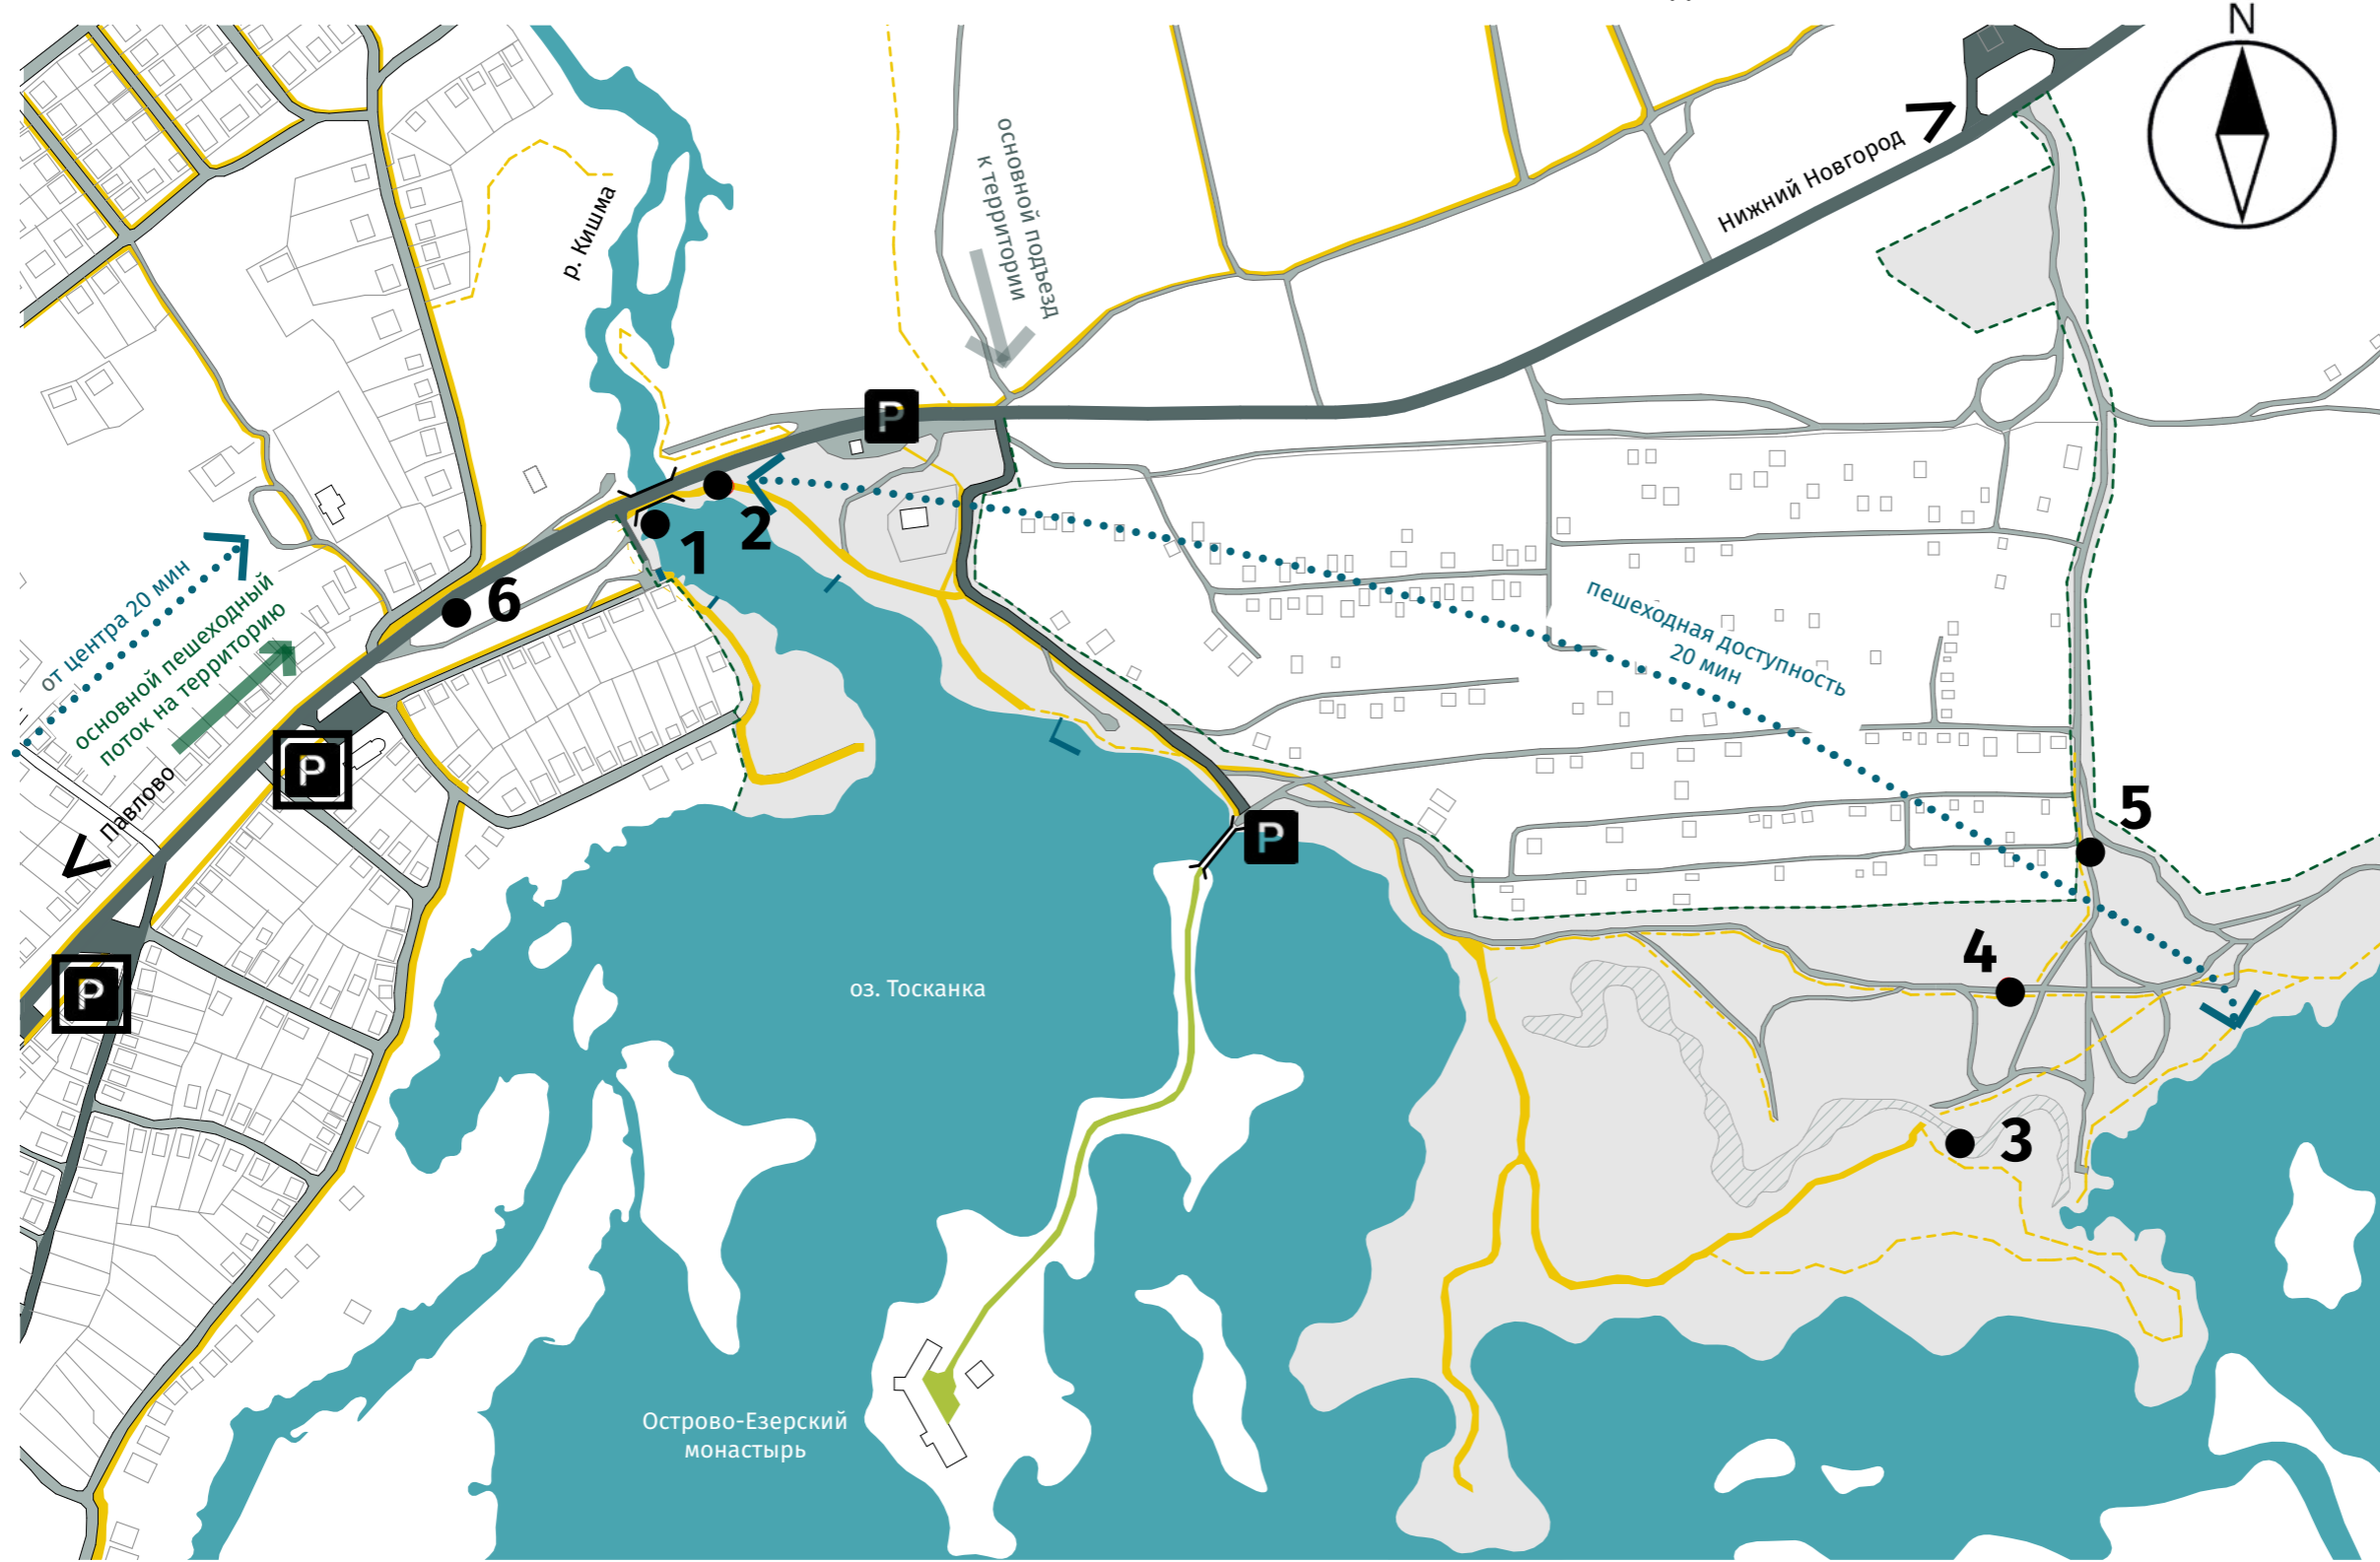 N
основной подъезд
к территории
Нижний Новгород
р. Кишма
P
2
1
6
от центра 20 мин
основной пешеходный
поток на территорию
пешеходная доступность
20 мин
P
Павлово
5
P
4
P
оз. Тосканка
3
Острово-Езерский
монастырь